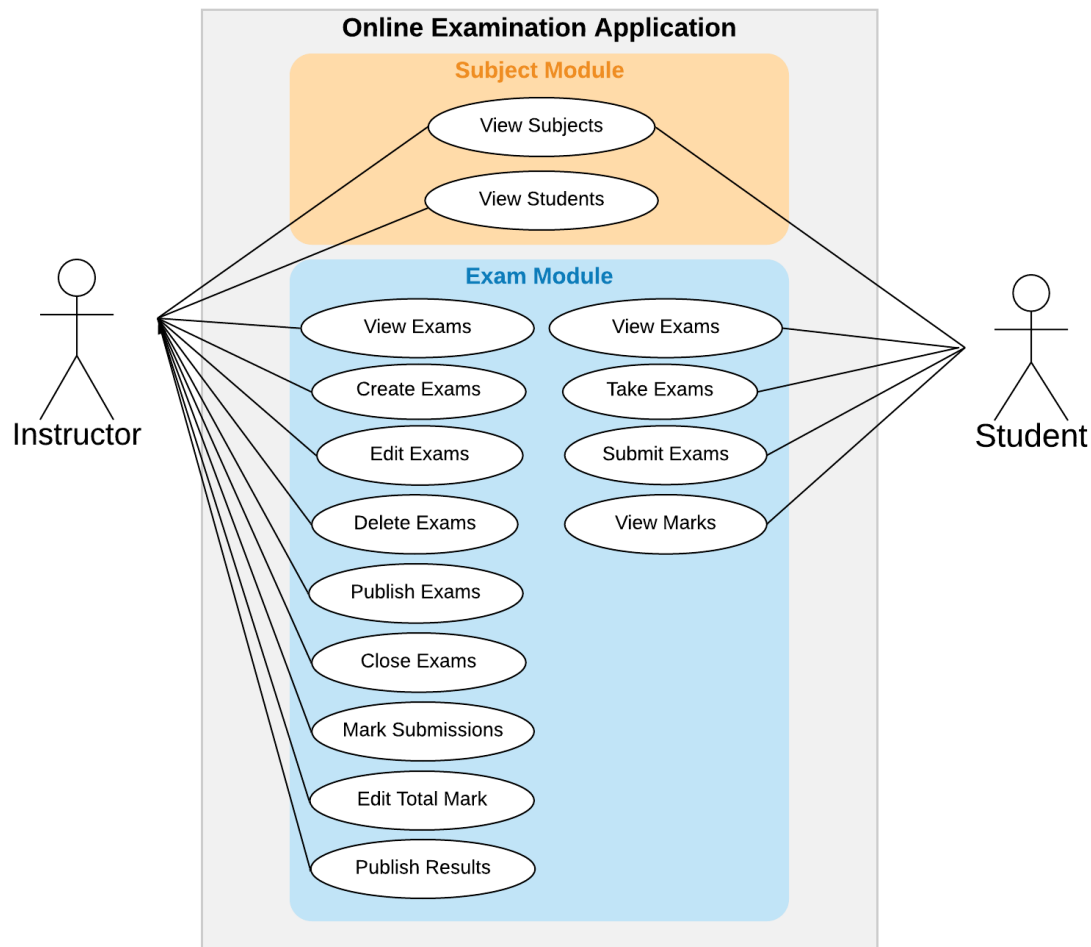 Online Examination Application
Subject Module
View Subjects
View Students
Exam Module
View Exams
View Exams
Create Exams
Take Exams
Edit Exams
Submit Exams
Delete Exams
View Marks
Publish Exams
Close Exams
Mark Submissions
Edit Total Mark
Publish Results
Instructor
Student